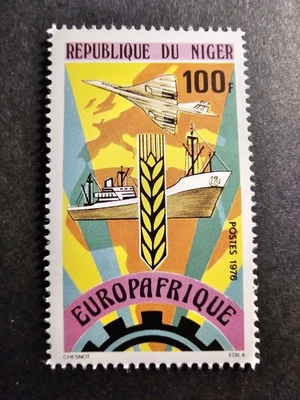 REPUBLIQUE DU NIGER
100F
POSTES 1976
EUROPAFRIQUE
CHESNOT
EDILA